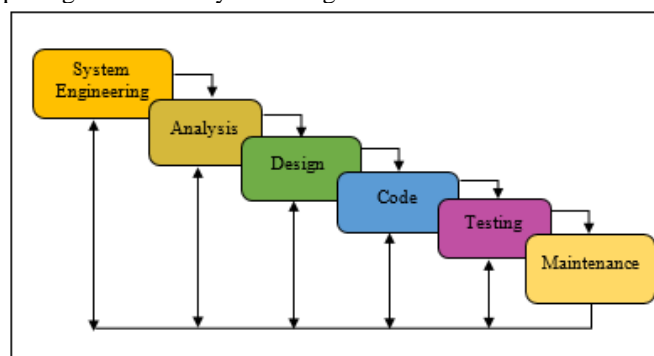 System
Engineering
Analysis
Design
Code
Testing
Maintenance